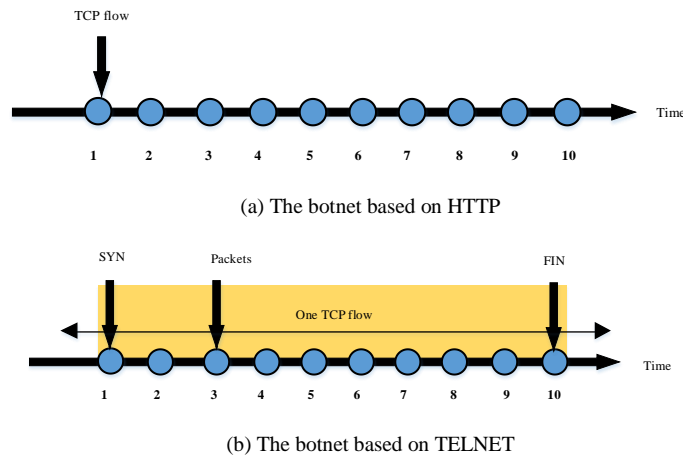 TCP flow
Time
1 2 3 4 5 6 7 8 9 10
(a) The botnet based on HTTP
SYN Packets FIN
One TCP flow
Time
1 2 3 4 5 6 7 8 9 10
(b) The botnet based on TELNET